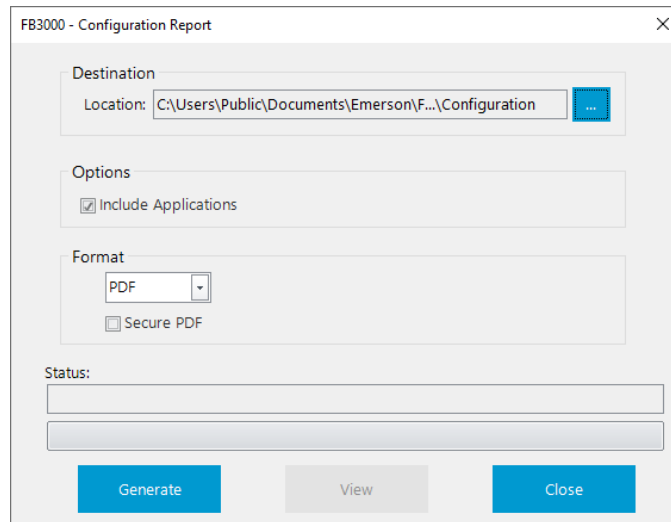 FB3000 - Configuration Report
Destination
Location: C:\Users\Public\Documents\Emerson\F...\Configuration ...
Options
Include Applications
Format
PDF
Secure PDF
Status:
Generate View Close